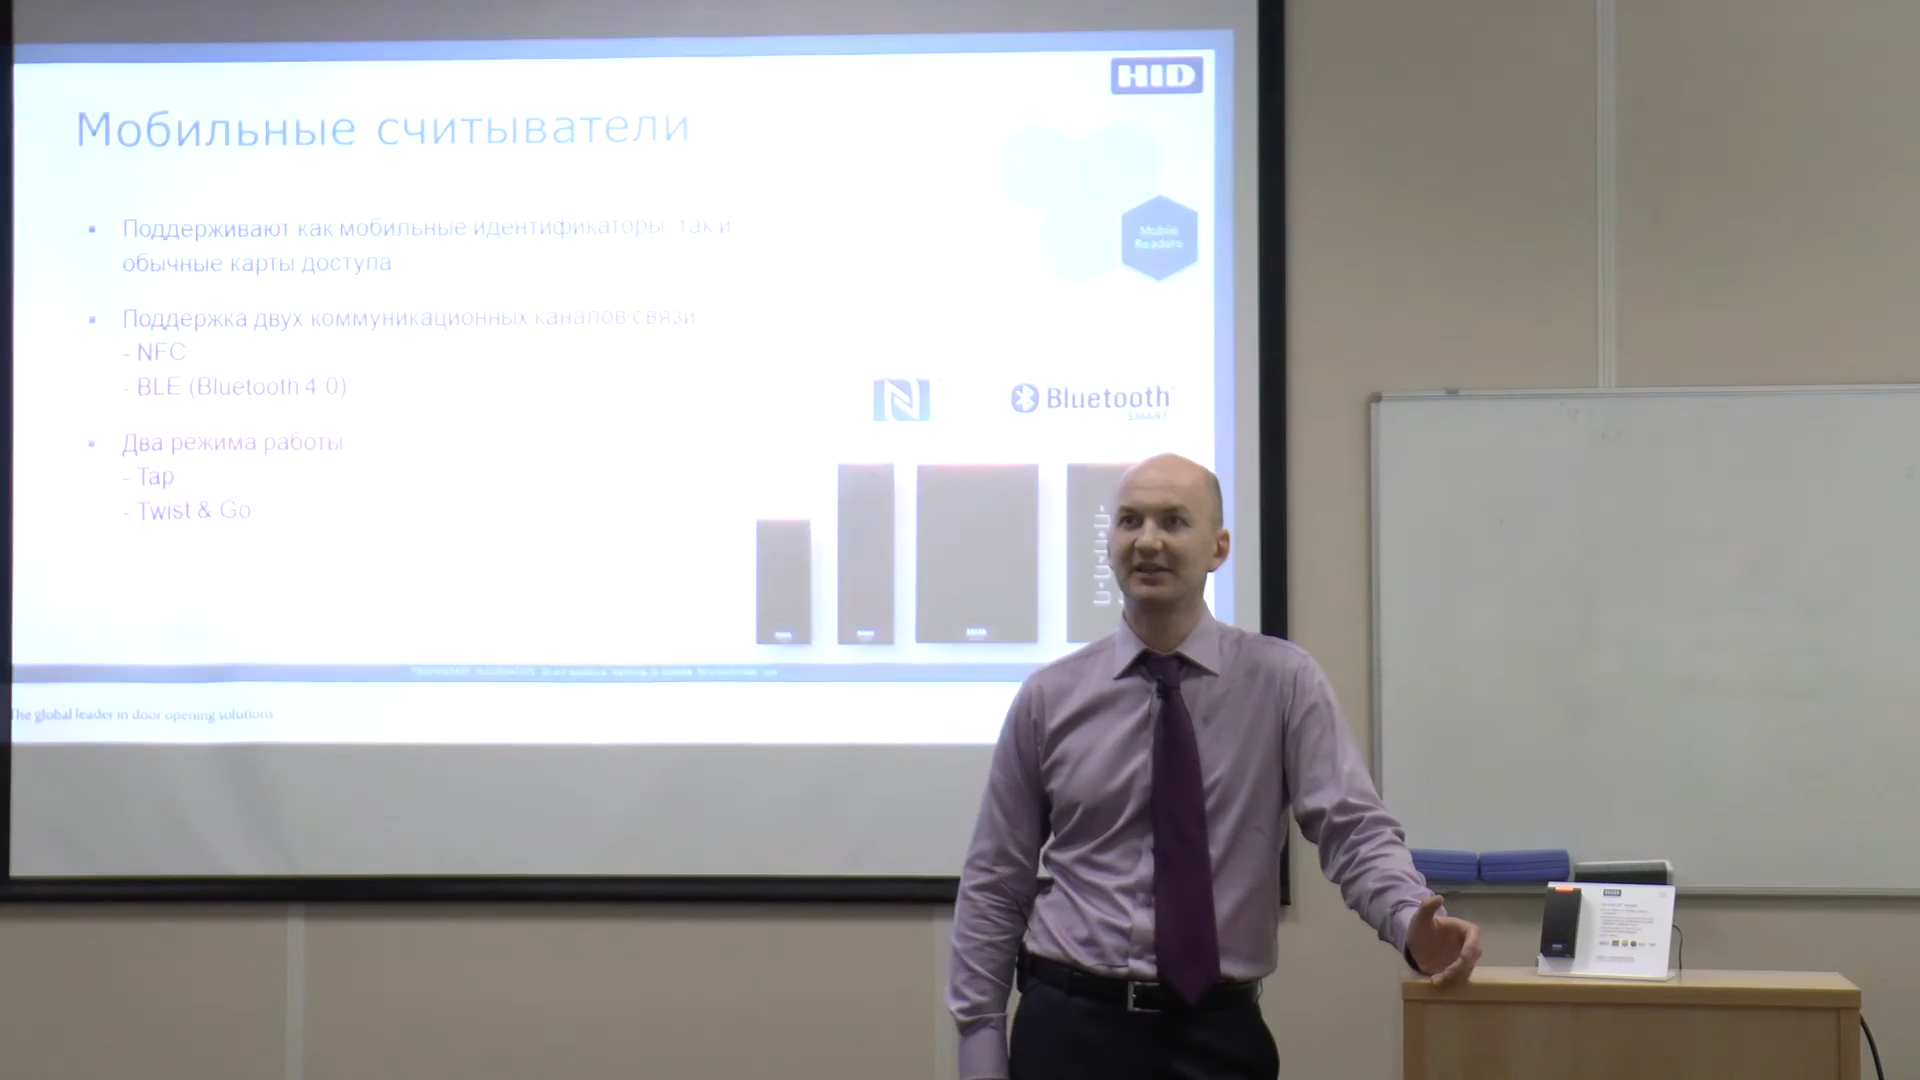 HID
Мобильные считыватели
Mobile
Readers
▪ Поддерживают как мобильные идентификаторы, так и
обычные карты доступа
▪ Поддержка двух коммуникационных каналов связи
- NFC
- BLE (Bluetooth 4.0)
Bluetooth
SMART
▪ Два режима работы
- Tap
- Twist & Go
The global leader in door opening solutions